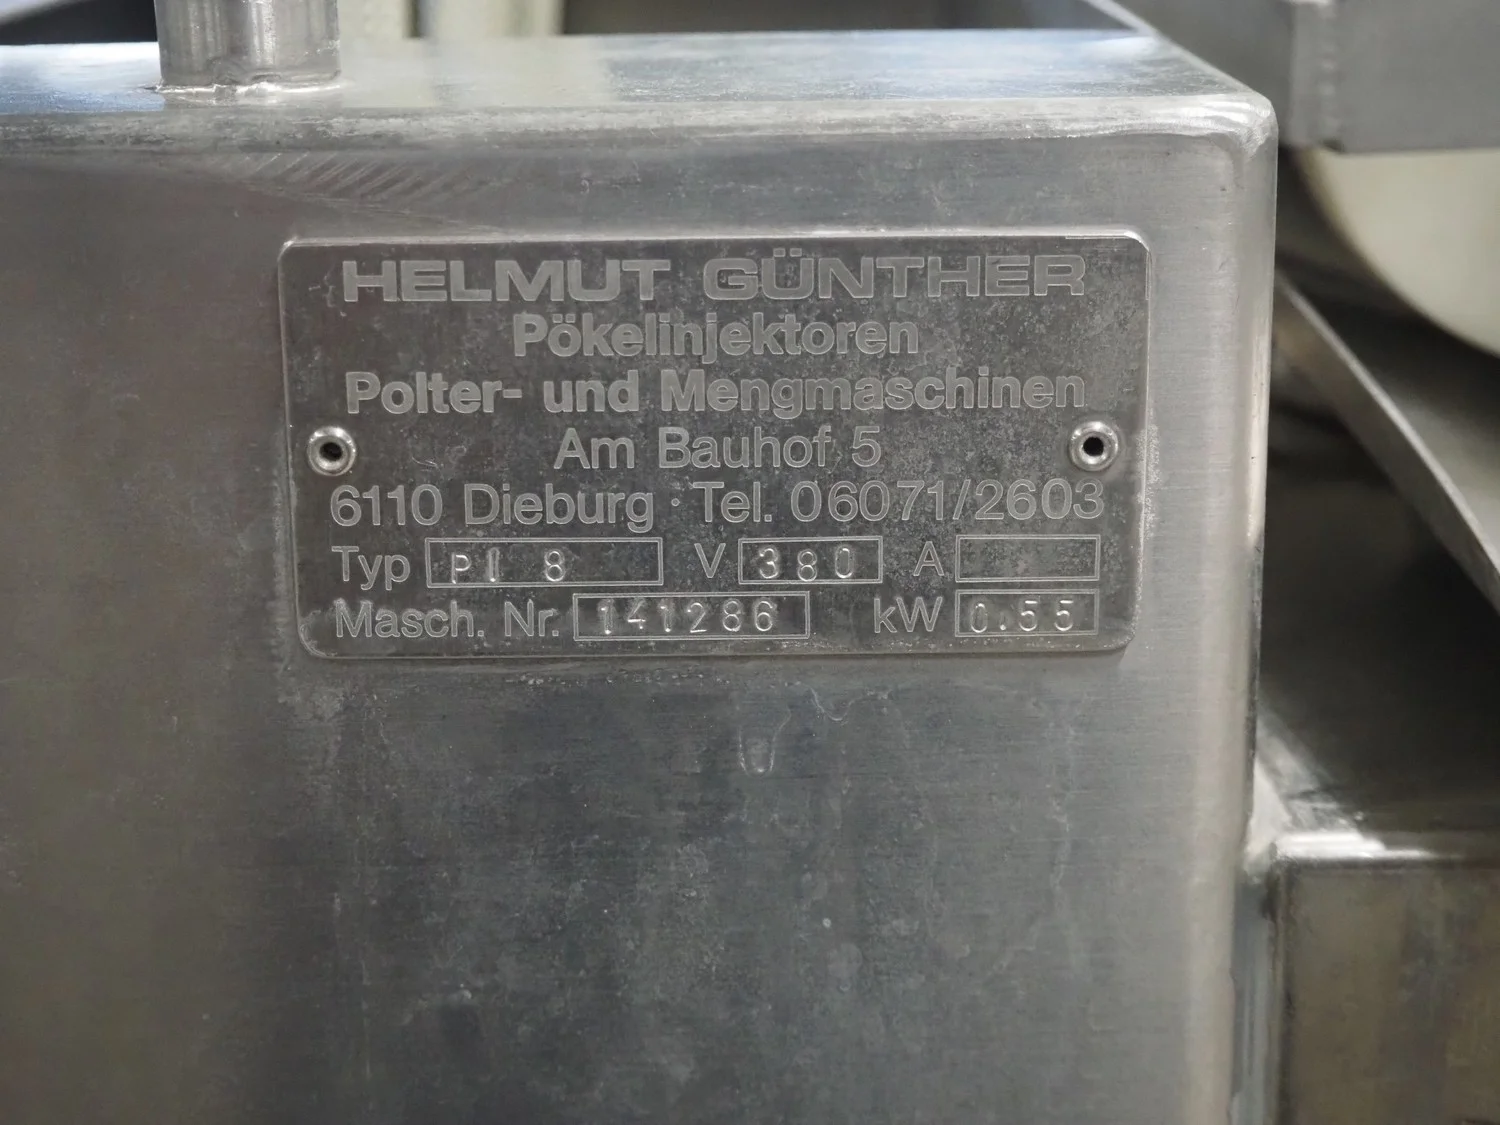 HELMUT GÜNTHER
Pökelinjektoren
Polter- und Mengmaschinen
Am Bauhof 5
6110 Dieburg · Tel. 06071/2603
Typ PI 8 V 380 A
Masch. Nr. 141286 kW 0.55